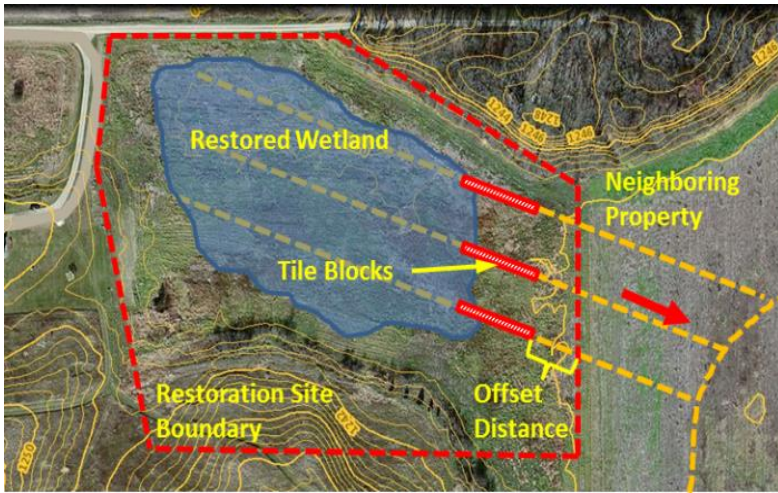 Restored Wetland
Neighboring
Property
Tile Blocks
Restoration Site
Boundary
Offset
Distance
1244
1246
1248
1250